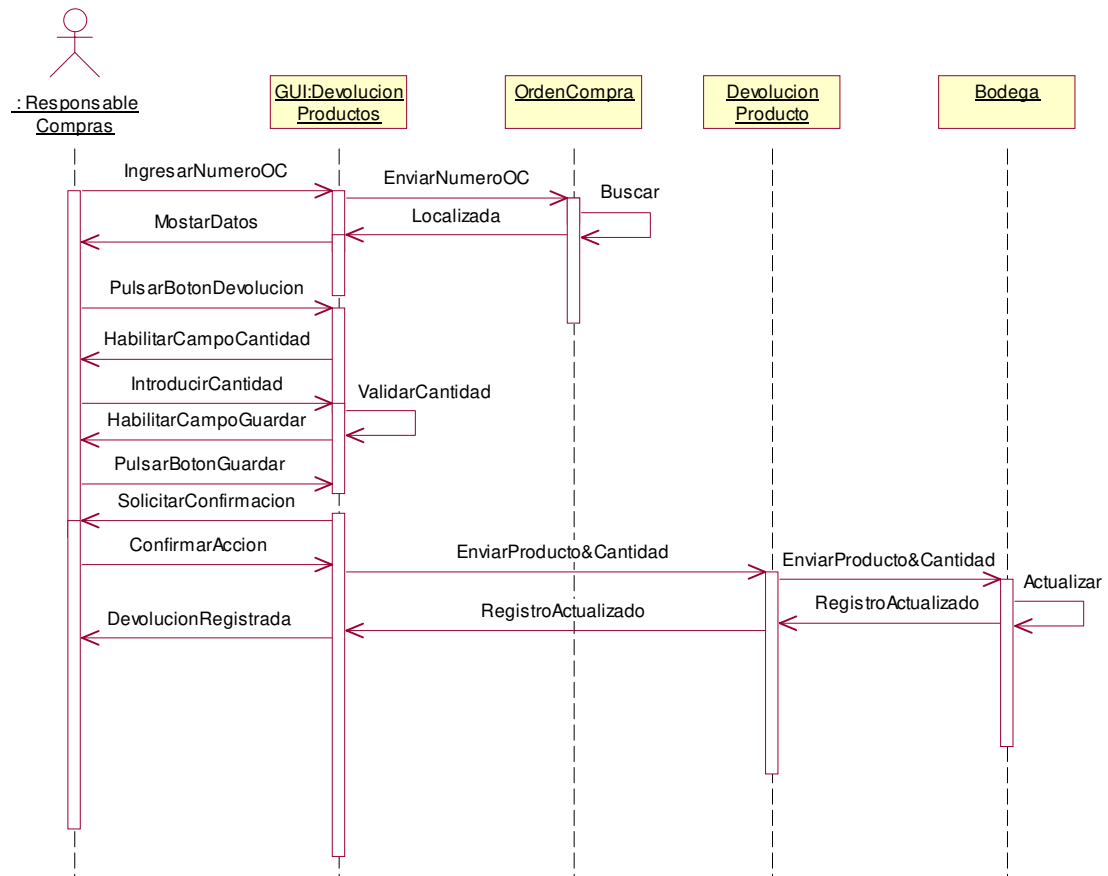 : Responsable
Compras
GUI:Devolucion
Productos
OrdenCompra
Devolucion
Producto
Bodega
IngresarNumeroOC
EnviarNumeroOC
Buscar
Localizada
MostarDatos
PulsarBotonDevolucion
HabilitarCampoCantidad
IntroducirCantidad
ValidarCantidad
HabilitarCampoGuardar
PulsarBotonGuardar
SolicitarConfirmacion
ConfirmarAccion
EnviarProducto&Cantidad
EnviarProducto&Cantidad
Actualizar
RegistroActualizado
RegistroActualizado
DevolucionRegistrada